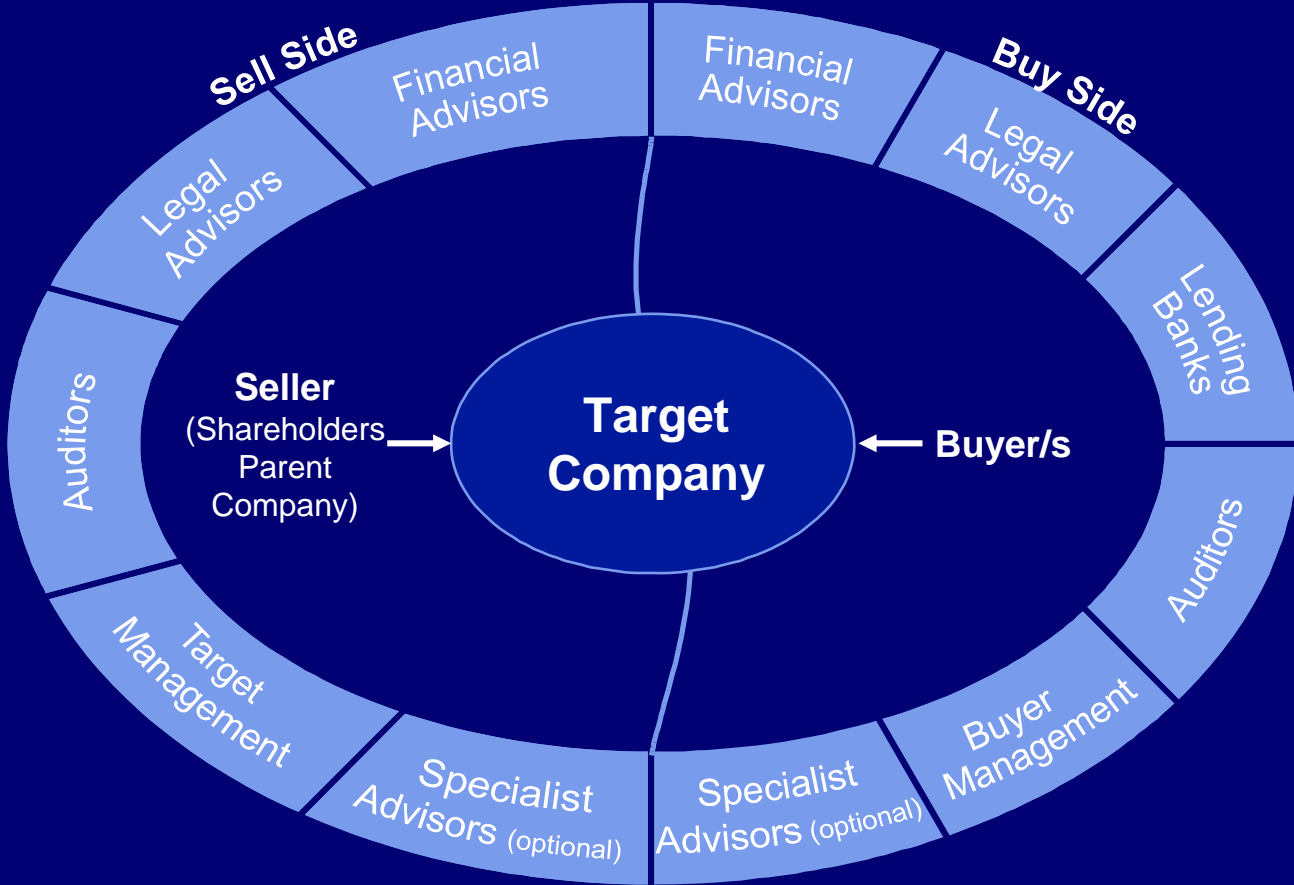 Sell Side
Financial
Advisors
Legal
Advisors
Auditors
Target
Management
Specialist
Advisors (optional)
Seller
(Shareholders
Parent
Company)
Target
Company
Buyer/s
Buy Side
Financial
Advisors
Legal
Advisors
Lending
Banks
Auditors
Buyer
Management
Specialist
Advisors (optional)